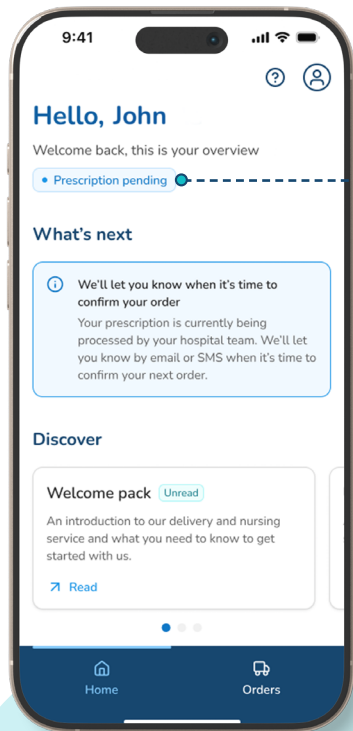 9:41
Hello, John
Welcome back, this is your overview
Prescription pending
What's next
We'll let you know when it's time to
confirm your order
Your prescription is currently being
processed by your hospital team. We'll let
you know by email or SMS when it's time to
confirm your next order.
Discover
Welcome pack Unread
An introduction to our delivery and nursing
service and what you need to know to get
started with us.
Read
Home Orders